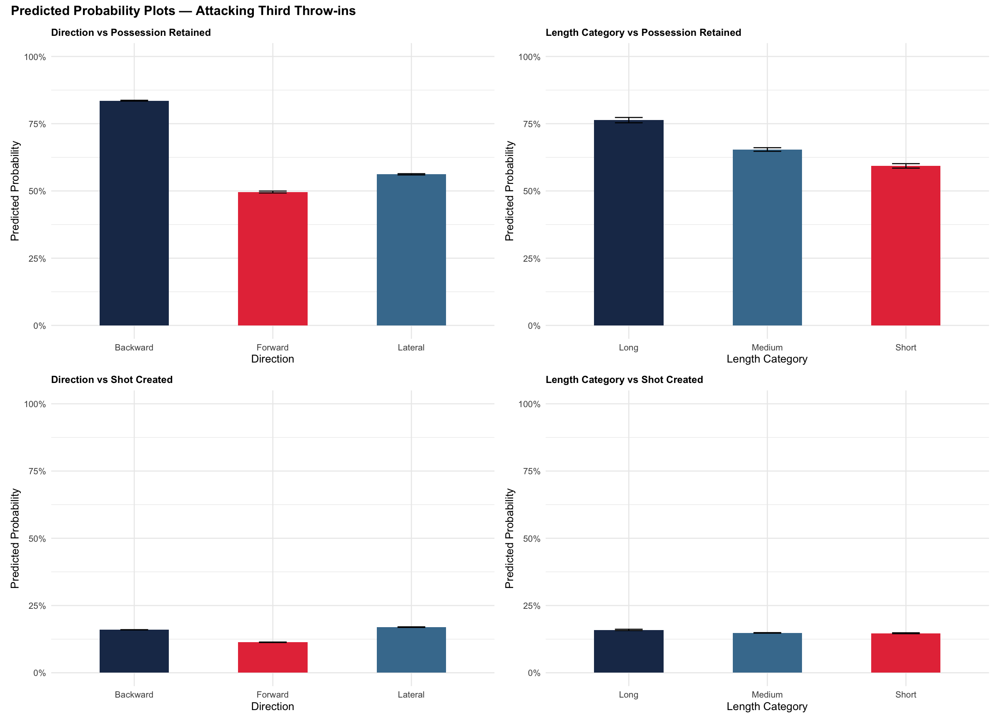 Predicted Probability Plots — Attacking Third Throw-ins
Direction vs Possession Retained
100%
75%
50%
25%
0%
Predicted Probability
Backward Forward Lateral
Direction
Length Category vs Possession Retained
100%
75%
50%
25%
0%
Predicted Probability
Long Medium Short
Length Category
Direction vs Shot Created
100%
75%
50%
25%
0%
Predicted Probability
Backward Forward Lateral
Direction
Length Category vs Shot Created
100%
75%
50%
25%
0%
Predicted Probability
Long Medium Short
Length Category